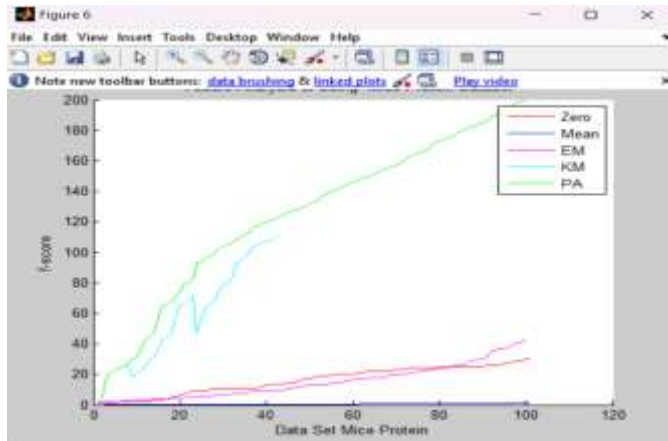 Figure 6
File Edit View Insert Tools Desktop Window Help
Note new toolbar buttons: data brushing & linked plots Play video
200
180
160
140
120
100
80
60
40
20
0
f-score
Zero
Mean
EM
KM
PA
0 20 40 60 80 100 120
Data Set Mice Protein